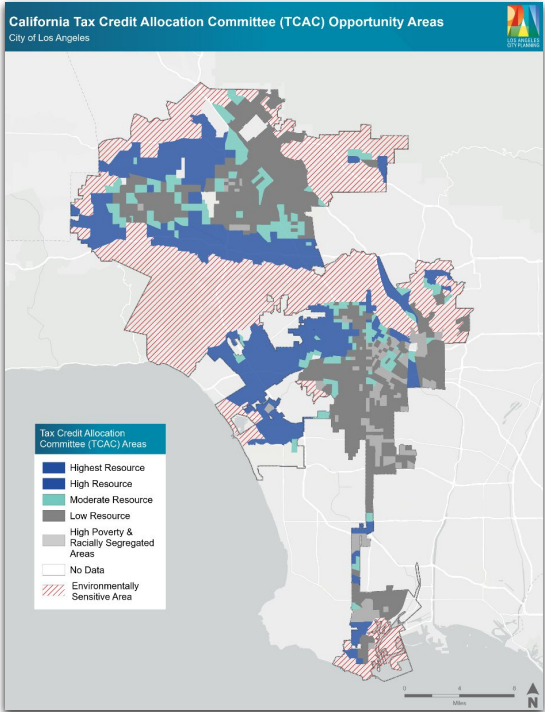 California Tax Credit Allocation Committee (TCAC) Opportunity Areas
City of Los Angeles
LOS ANGELES
CITY PLANNING
Tax Credit Allocation
Committee (TCAC) Areas
Highest Resource
High Resource
Moderate Resource
Low Resource
High Poverty &
Racially Segregated
Areas
No Data
Environmentally
Sensitive Area
0 4 8
Miles
N